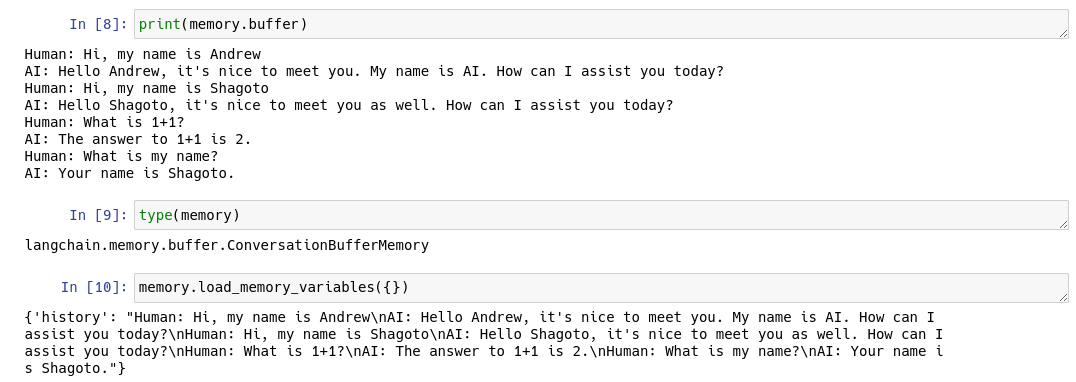 In [8]: print(memory.buffer)
Human: Hi, my name is Andrew
AI: Hello Andrew, it's nice to meet you. My name is AI. How can I assist you today?
Human: Hi, my name is Shagoto
AI: Hello Shagoto, it's nice to meet you as well. How can I assist you today?
Human: What is 1+1?
AI: The answer to 1+1 is 2.
Human: What is my name?
AI: Your name is Shagoto.
In [9]: type(memory)
langchain.memory.buffer.ConversationBufferMemory
In [10]: memory.load_memory_variables({})
{'history': "Human: Hi, my name is Andrew\nAI: Hello Andrew, it's nice to meet you. My name is AI. How can I
assist you today?\nHuman: Hi, my name is Shagoto\nAI: Hello Shagoto, it's nice to meet you as well. How can I
assist you today?\nHuman: What is 1+1?\nAI: The answer to 1+1 is 2.\nHuman: What is my name?\nAI: Your name i
s Shagoto."}